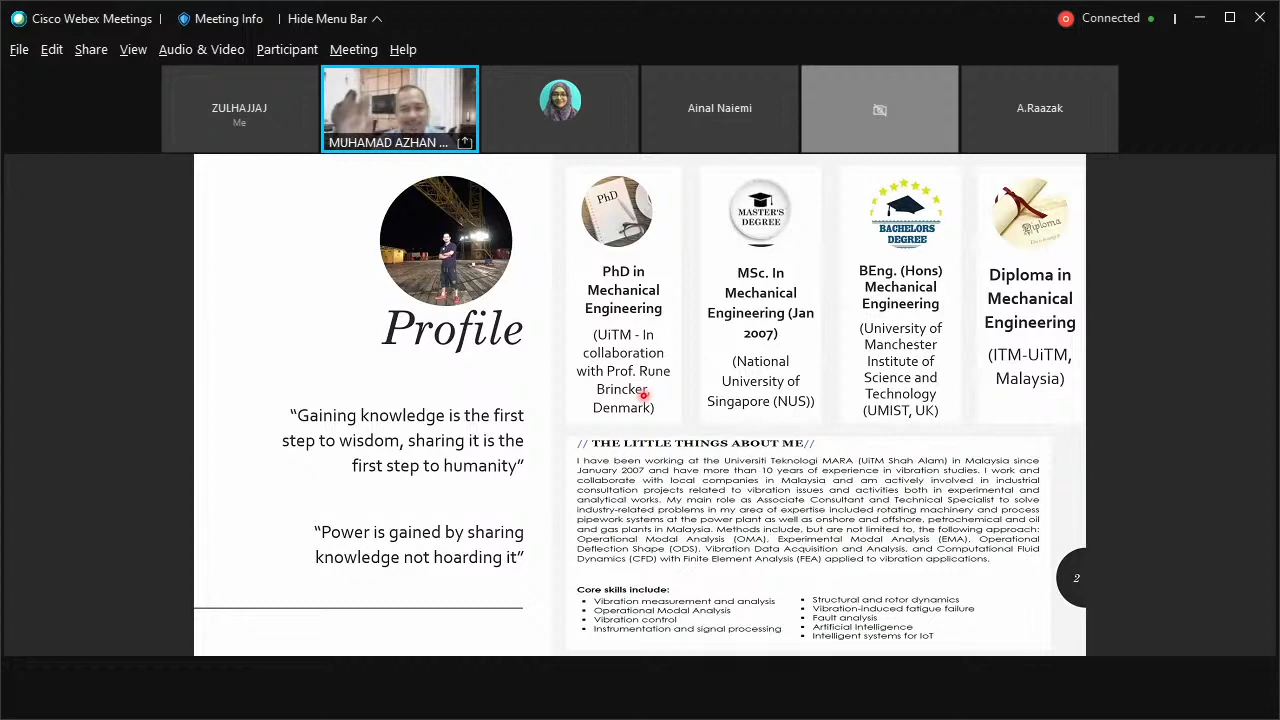 Cisco Webex Meetings
Meeting Info
Hide Menu Bar
Connected
File Edit Share View Audio & Video Participant Meeting Help
ZULHAJJAJ
Me
MUHAMAD AZHAN ...
Ainal Naiemi
A.Raazak
Profile
“Gaining knowledge is the first
step to wisdom, sharing it is the
first step to humanity”
“Power is gained by sharing
knowledge not hoarding it”
PhD
PhD in
Mechanical
Engineering
(UiTM - In
collaboration
with Prof. Rune
Brincker
Denmark)
MASTER'S
DEGREE
MSc. In
Mechanical
Engineering (Jan
2007)
(National
University of
Singapore (NUS))
BACHELORS
DEGREE
BEng. (Hons)
Mechanical
Engineering
(University of
Manchester
Institute of
Science and
Technology
(UMIST, UK)
Diploma
Diploma in
Mechanical
Engineering
(ITM-UiTM,
Malaysia)
// THE LITTLE THINGS ABOUT ME//
I have been working at the Universiti Teknologi MARA (UiTM Shah Alam) in Malaysia since
January 2007 and have more than 10 years of experience in vibration studies. I work and
collaborate with local companies in Malaysia and am actively involved in industrial
consultation projects related to vibration issues and activities both in experimental and
analytical works. My main role as Associate Consultant and Technical Specialist to solve
industry-related problems in my area of expertise included rotating machinery and process
pipework systems at the power plant as well as onshore and offshore, petrochemical and oil
and gas plants in Malaysia. Methods include, but are not limited to, the following approach:
Operational Modal Analysis (OMA), Experimental Modal Analysis (EMA), Operational
Deflection Shape (ODS), Vibration Data Acquisition and Analysis, and Computational Fluid
Dynamics (CFD) with Finite Element Analysis (FEA) applied to vibration applications.
Core skills include:
• Vibration measurement and analysis
• Operational Modal Analysis
• Vibration control
• Instrumentation and signal processing
• Structural and rotor dynamics
• Vibration-induced fatigue failure
• Fault analysis
• Artificial Intelligence
• Intelligent systems for IoT
2